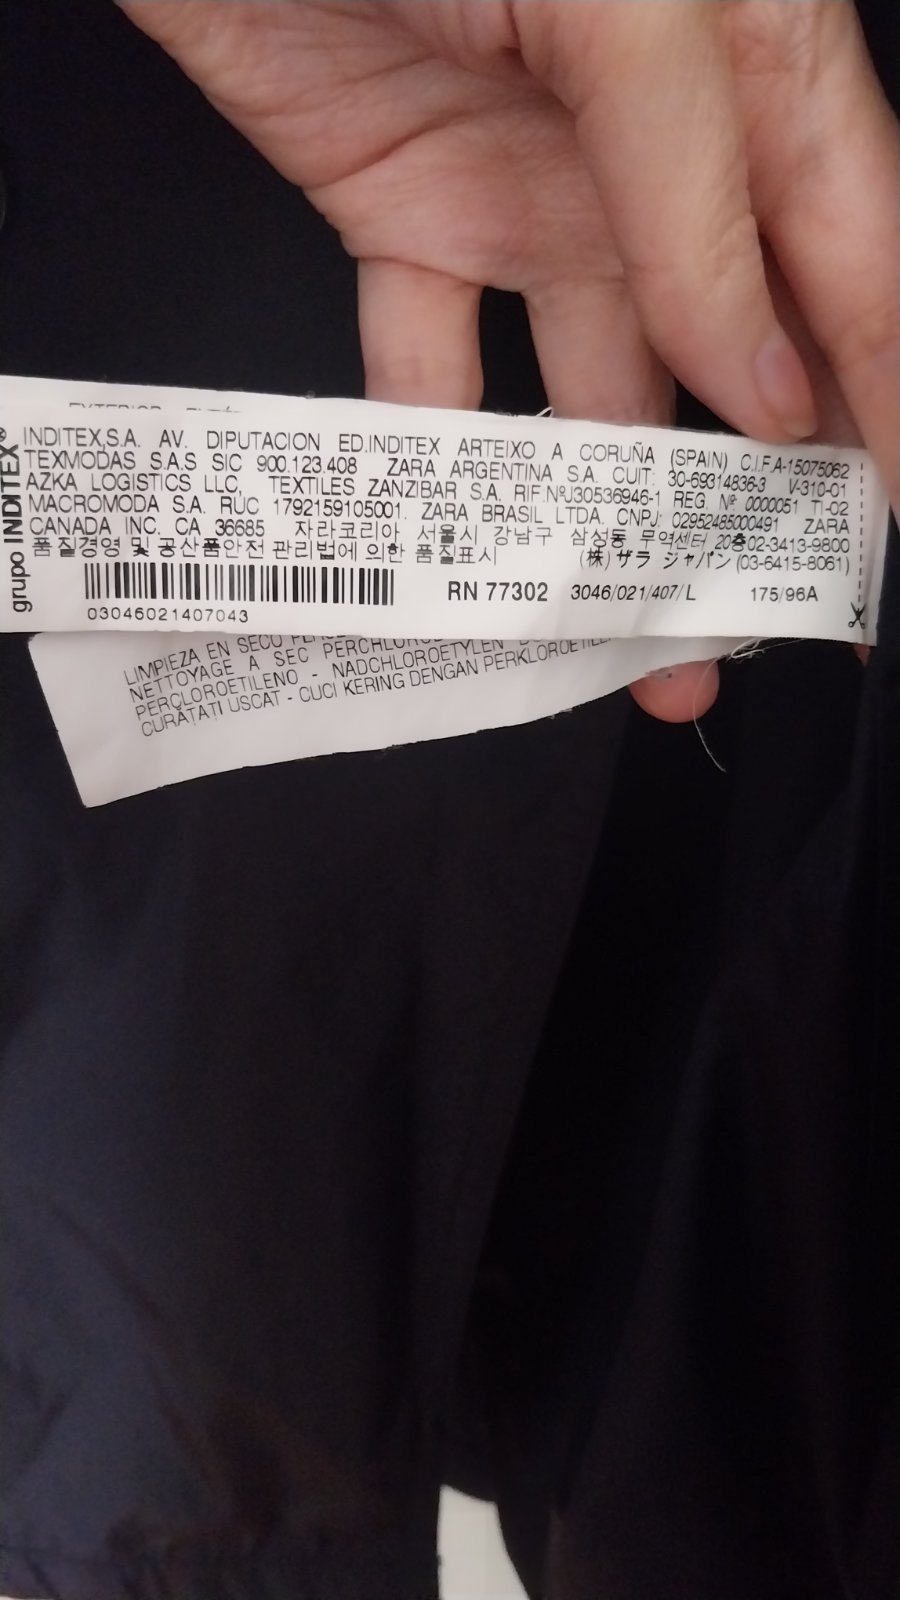 grupo INDITEX®
INDITEX,S.A. AV. DIPUTACION ED.INDITEX ARTEIXO A CORUÑA (SPAIN) C.I.F.A-15075062
TEXMODAS S.A.S SIC 900.123.408 ZARA ARGENTINA S.A. CUIT: 30-69314836-3 V-310-01
AZKA LOGISTICS LLC, TEXTILES ZANZIBAR S.A. RIF.NºJ30536946-1 REG. Nº 0000051 TI-02
MACROMODA S.A. RUC 1792159105001. ZARA BRASIL LTDA. CNPJ: 02952485000491 ZARA
CANADA INC. CA 36685 자라코리아 서울시 강남구 삼성동 무역센터 20층02-3413-9800
품질경영 및 공산품안전 관리법에 의한 품질표시 (株) ザラ ジャパン (03-6415-8061)
03046021407043
RN 77302 3046/021/407/L 175/96A
LIMPIEZA EN SECO
NETTOYAGE A SEC
PERCLOROETILENO - NADCHLOROETYLEN
CURĂȚAȚI USCAT - CUCI KERING DENGAN PERKLOROETILEN